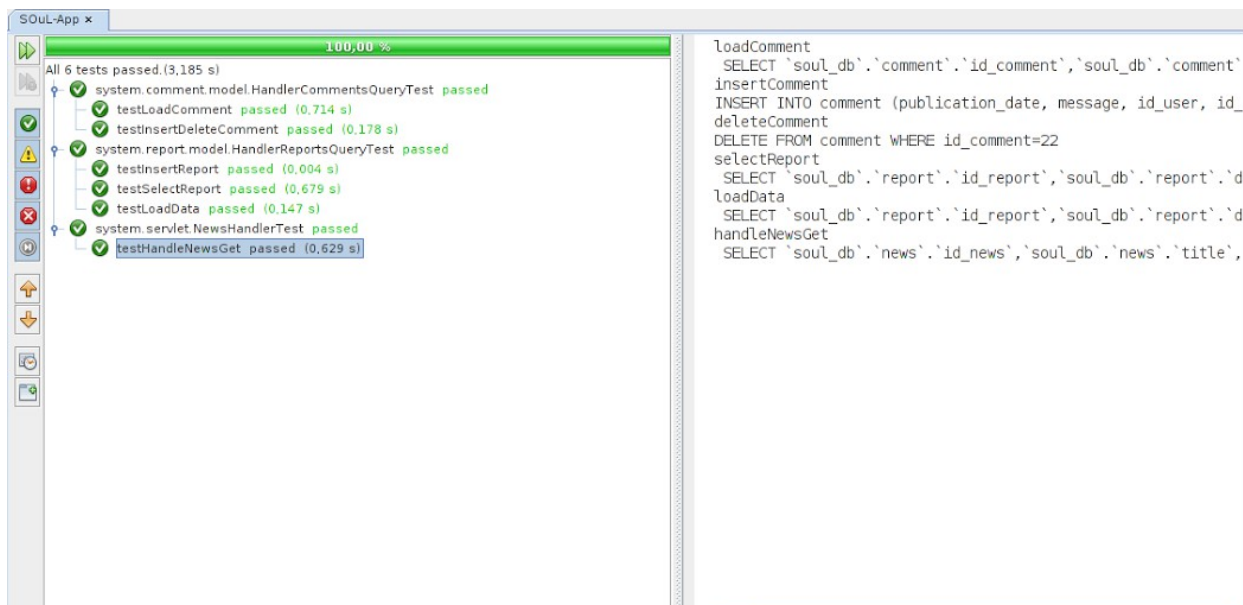 SOuL-App ×
100,00 %
All 6 tests passed.(3,185 s)
system.comment.model.HandlerCommentsQueryTest passed
testLoadComment passed (0,714 s)
testInsertDeleteComment passed (0,178 s)
system.report.model.HandlerReportsQueryTest passed
testInsertReport passed (0,004 s)
testSelectReport passed (0,679 s)
testLoadData passed (0,147 s)
system.servlet.NewsHandlerTest passed
testHandleNewsGet passed (0,629 s)
loadComment
SELECT `soul_db`.`comment`.`id_comment`,`soul_db`.`comment`
insertComment
INSERT INTO comment (publication_date, message, id_user, id_
deleteComment
DELETE FROM comment WHERE id_comment=22
selectReport
SELECT `soul_db`.`report`.`id_report`,`soul_db`.`report`.`d
loadData
SELECT `soul_db`.`report`.`id_report`,`soul_db`.`report`.`d
handleNewsGet
SELECT `soul_db`.`news`.`id_news`,`soul_db`.`news`.`title`,